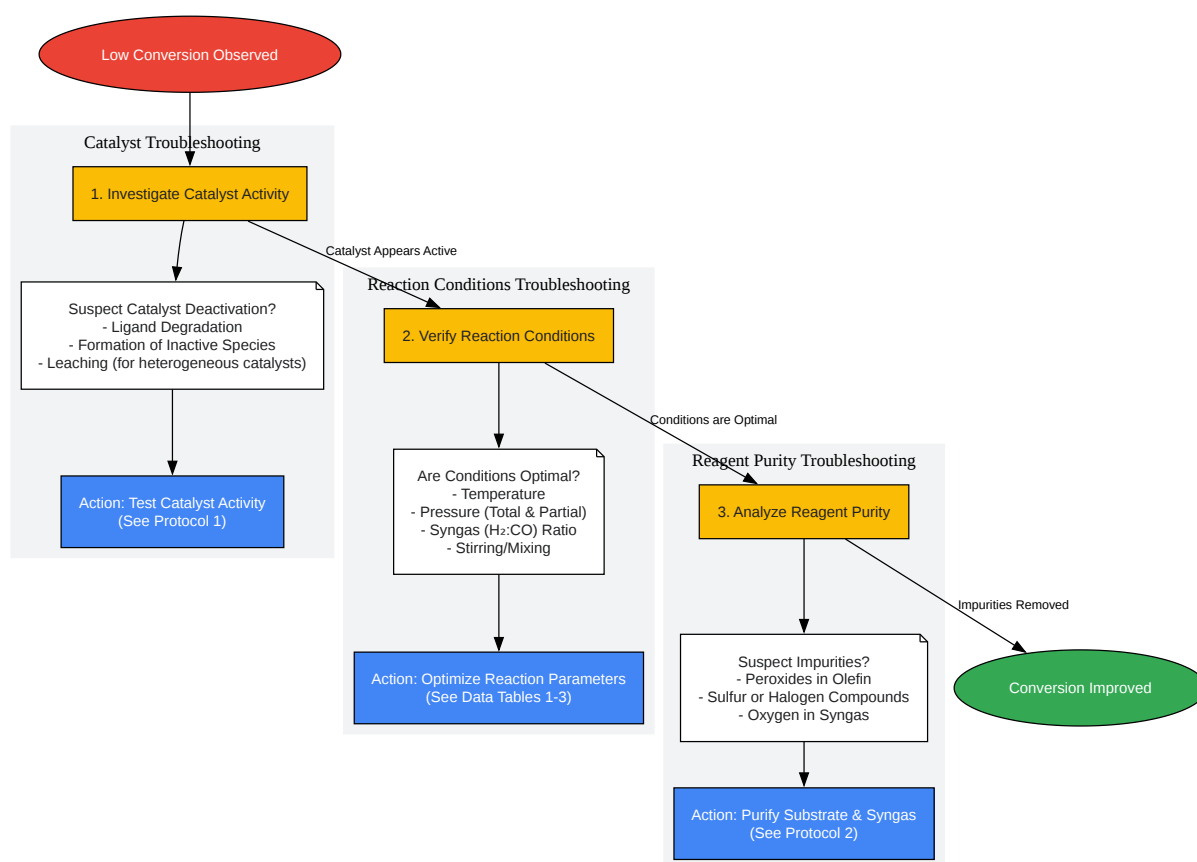 Low Conversion Observed
Catalyst Troubleshooting
1. Investigate Catalyst Activity
Catalyst Appears Active
Suspect Catalyst Deactivation?
- Ligand Degradation
- Formation of Inactive Species
- Leaching (for heterogeneous catalysts)
Action: Test Catalyst Activity
(See Protocol 1)
Reaction Conditions Troubleshooting
2. Verify Reaction Conditions
Conditions are Optimal
Are Conditions Optimal?
- Temperature
- Pressure (Total & Partial)
- Syngas (H₂:CO) Ratio
- Stirring/Mixing
Action: Optimize Reaction Parameters
(See Data Tables 1-3)
Reagent Purity Troubleshooting
3. Analyze Reagent Purity
Impurities Removed
Suspect Impurities?
- Peroxides in Olefin
- Sulfur or Halogen Compounds
- Oxygen in Syngas
Conversion Improved
Action: Purify Substrate & Syngas
(See Protocol 2)